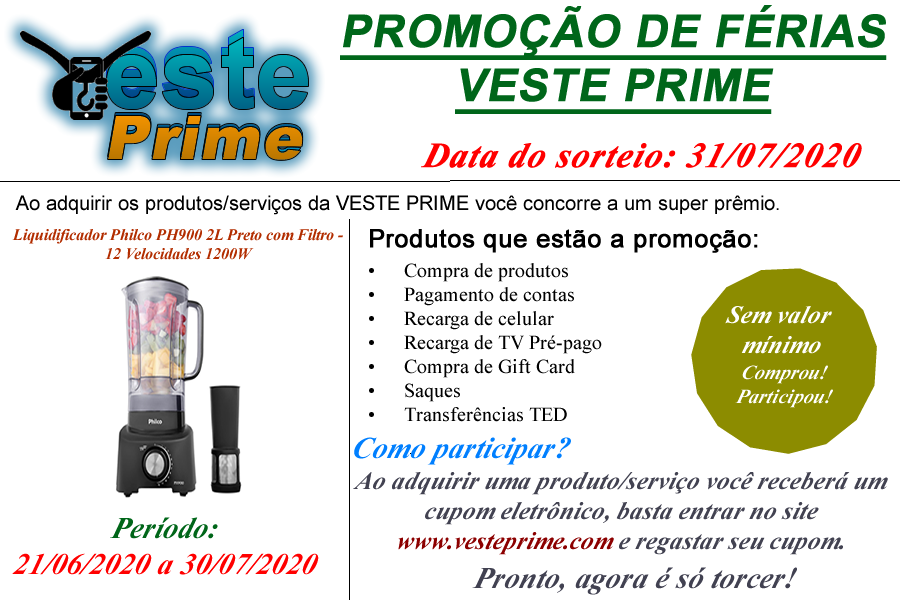 Veste
Prime
PROMOÇÃO DE FÉRIAS
VESTE PRIME
Data do sorteio: 31/07/2020
Ao adquirir os produtos/serviços da VESTE PRIME você concorre a um super prêmio.
Liquidificador Philco PH900 2L Preto com Filtro -
12 Velocidades 1200W
Philco
Período:
21/06/2020 a 30/07/2020
Produtos que estão a promoção:
• Compra de produtos
• Pagamento de contas
• Recarga de celular
• Recarga de TV Pré-pago
• Compra de Gift Card
• Saques
• Transferências TED
Sem valor
mínimo
Comprou!
Participou!
Como participar?
Ao adquirir uma produto/serviço você receberá um
cupom eletrônico, basta entrar no site
www.vesteprime.com e regastar seu cupom.
Pronto, agora é só torcer!